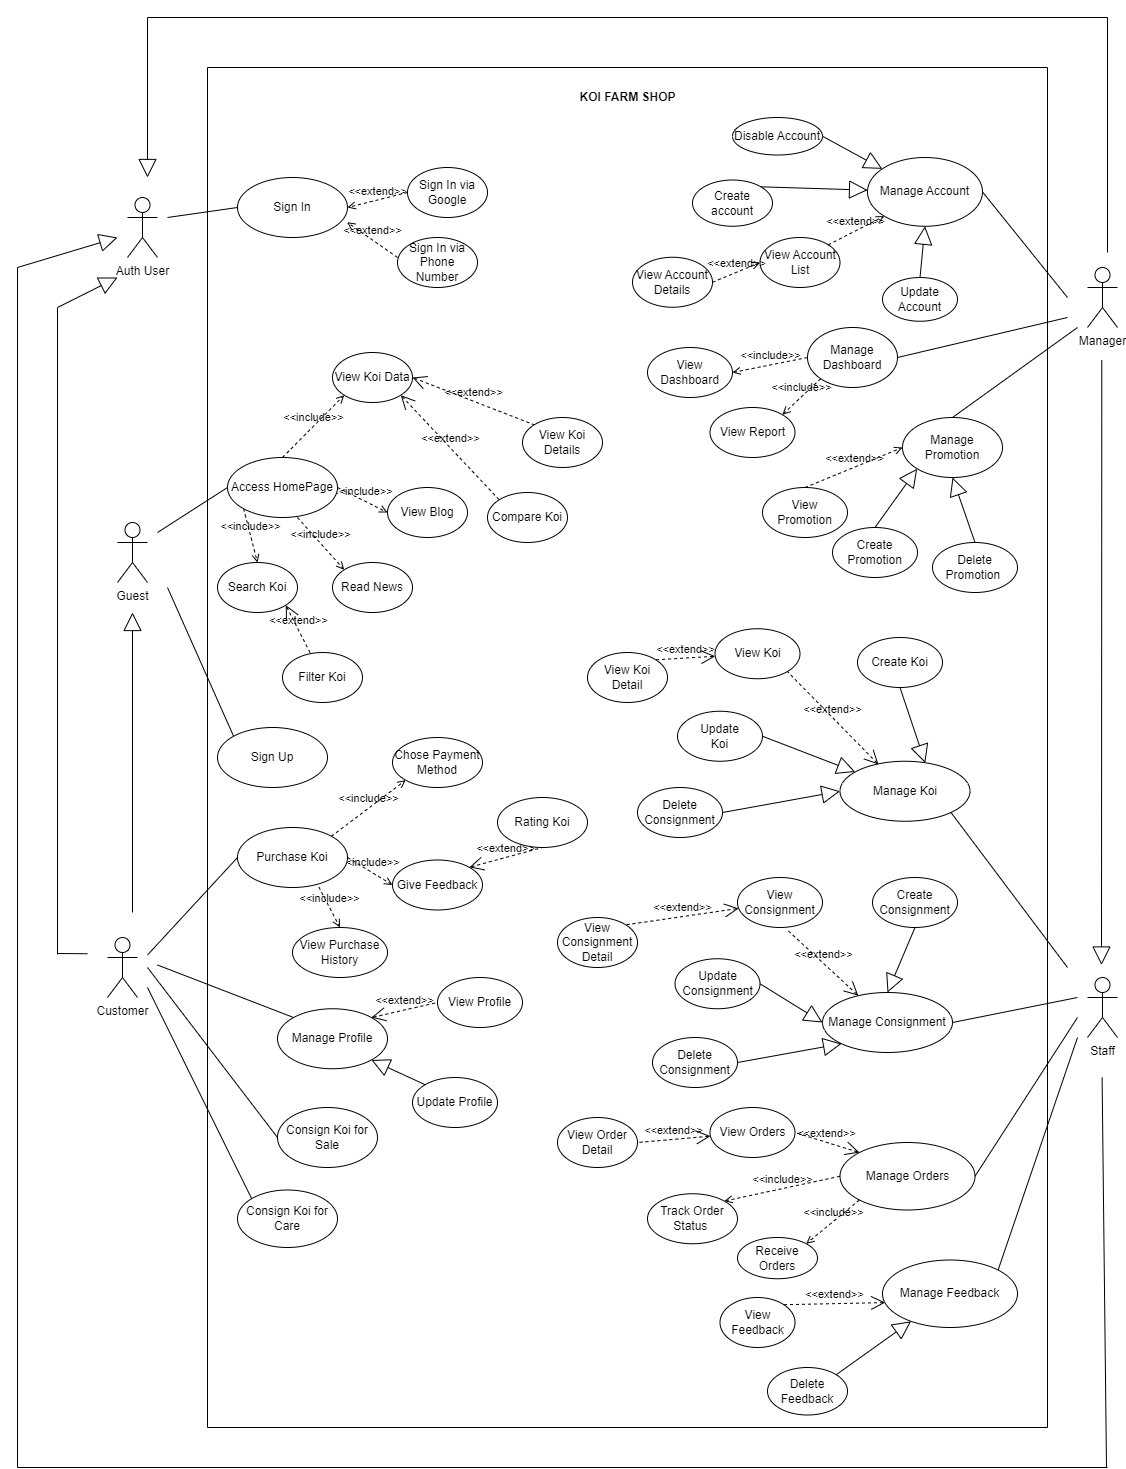 KOI FARM SHOP
Disable Account
Manage Account
Create
account
<<extend>>
View Account
List
<<extend>>
View Account
Details
Update
Account
Sign In
<<extend>>
Sign In via
Google
<<extend>>
Sign In via
Phone
Number
Auth User
Manager
Manage
Dashboard
<<include>>
View
Dashboard
<<include>>
View Report
Manage
Promotion
<<extend>>
View
Promotion
Create
Promotion
Delete
Promotion
View Koi Data
<<extend>>
<<include>>
<<extend>>
View Koi
Details
Access HomePage
<<include>>
View Blog
Compare Koi
<<include>>
<<include>>
Search Koi
Read News
<<extend>>
Filter Koi
Guest
Sign Up
View Koi
<<extend>>
View Koi
Detail
Create Koi
<<extend>>
Update
Koi
Manage Koi
Delete
Consignment
Chose Payment
Method
<<include>>
Rating Koi
<<extend>>
Purchase Koi
<<include>>
Give Feedback
<<include>>
View Purchase
History
View
Consignment
Create
Consignment
<<extend>>
View
Consignment
Detail
<<extend>>
Update
Consignment
Manage Consignment
Delete
Consignment
Customer
Staff
<<extend>>
View Profile
Manage Profile
Update Profile
Consign Koi for
Sale
Consign Koi for
Care
View Order
Detail
<<extend>>
View Orders
<<extend>>
Manage Orders
<<include>>
Track Order
Status
<<include>>
Receive
Orders
Manage Feedback
<<extend>>
View
Feedback
Delete
Feedback